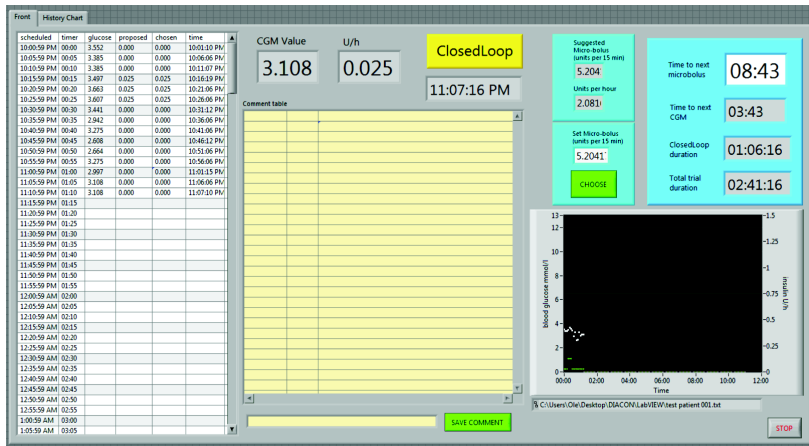 Front History Chart
scheduled timer glucose proposed chosen time
10:00:59 PM 00:00 3.552 0.000 0.000 10:01:10 PM
10:05:59 PM 00:05 3.385 0.000 0.000 10:06:06 PM
10:10:59 PM 00:10 3.385 0.000 0.000 10:11:07 PM
10:15:59 PM 00:15 3.497 0.025 0.025 10:16:19 PM
10:20:59 PM 00:20 3.663 0.025 0.025 10:21:06 PM
10:25:59 PM 00:25 3.607 0.025 0.025 10:26:06 PM
10:30:59 PM 00:30 3.441 0.000 0.000 10:31:12 PM
10:35:59 PM 00:35 2.942 0.000 0.000 10:36:06 PM
10:40:59 PM 00:40 3.275 0.000 0.000 10:41:06 PM
10:45:59 PM 00:45 2.608 0.000 0.000 10:46:12 PM
10:50:59 PM 00:50 2.664 0.000 0.000 10:51:06 PM
10:55:59 PM 00:55 3.275 0.000 0.000 10:56:06 PM
11:00:59 PM 01:00 2.997 0.000 0.000 11:01:15 PM
11:05:59 PM 01:05 3.108 0.000 0.000 11:06:06 PM
11:10:59 PM 01:10 3.108 0.000 0.000 11:07:10 PM
11:15:59 PM 01:15
11:20:59 PM 01:20
11:25:59 PM 01:25
11:30:59 PM 01:30
11:35:59 PM 01:35
11:40:59 PM 01:40
11:45:59 PM 01:45
11:50:59 PM 01:50
11:55:59 PM 01:55
12:00:59 AM 02:00
12:05:59 AM 02:05
12:10:59 AM 02:10
12:15:59 AM 02:15
12:20:59 AM 02:20
12:25:59 AM 02:25
12:30:59 AM 02:30
12:35:59 AM 02:35
12:40:59 AM 02:40
12:45:59 AM 02:45
12:50:59 AM 02:50
12:55:59 AM 02:55
1:00:59 AM 03:00
1:05:59 AM 03:05
CGM Value U/h
3.108 0.025
ClosedLoop
11:07:16 PM
Comment table
SAVE COMMENT
Suggested
Micro-bolus
(units per 15 min)
5.204
Units per hour
2.081
Set Micro-bolus
(units per 15 min)
5.2041
CHOOSE
Time to next
microbolus
08:43
Time to next
CGM
03:43
ClosedLoop
duration
01:06:16
Total trial
duration
02:41:16
blood glucose mmol/l
13
12
10
8
6
4
2
0
insulin U/h
1.5
1.25
1
0.75
0.5
0.25
0
00:00 02:00 04:00 06:00 08:00 10:00 12:00
Time
C:\Users\Ole\Desktop\DIACON\LabVIEW\test patient 001.txt
STOP